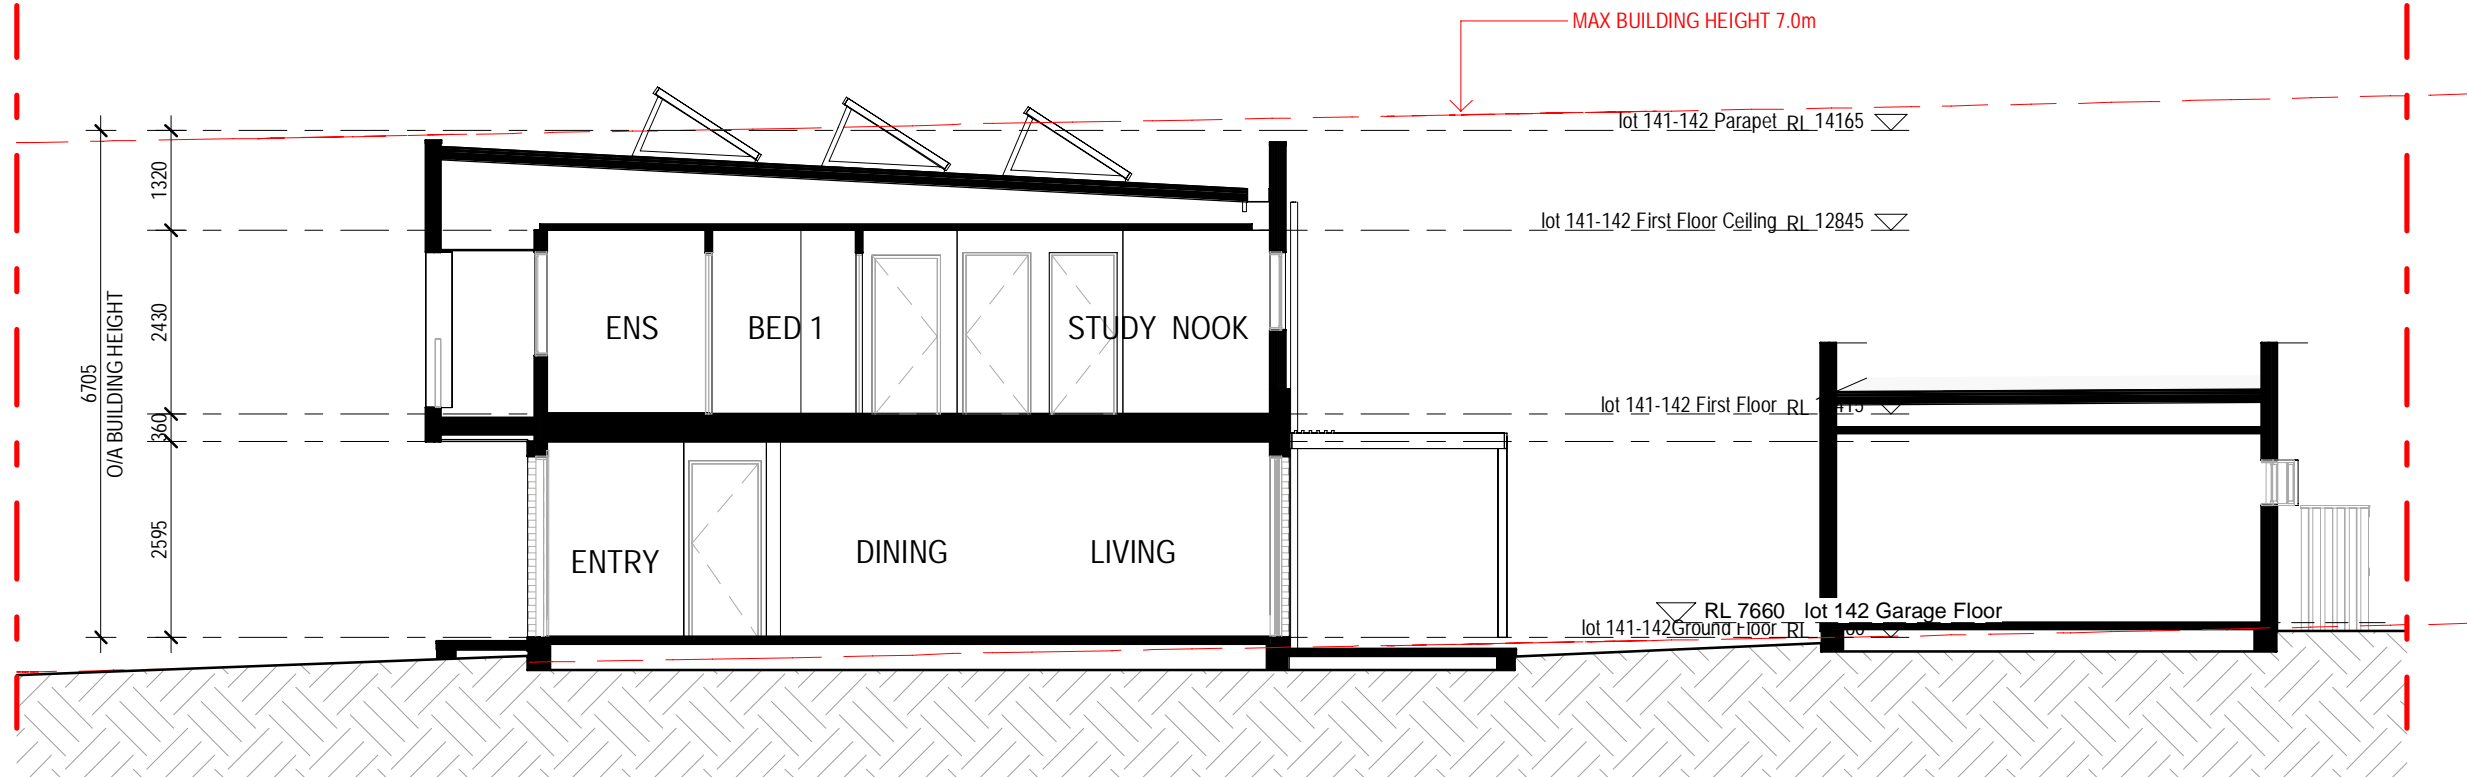 MAX BUILDING HEIGHT 7.0m
lot 141-142 Parapet RL 14165
1320
lot 141-142 First Floor Ceiling RL 12845
2430
ENS
BED 1
STUDY NOOK
6705
O/A BUILDING HEIGHT
360
lot 141-142 First Floor RL
2595
ENTRY
DINING
LIVING
RL 7660 lot 142 Garage Floor
lot 141-142 Ground Floor RL